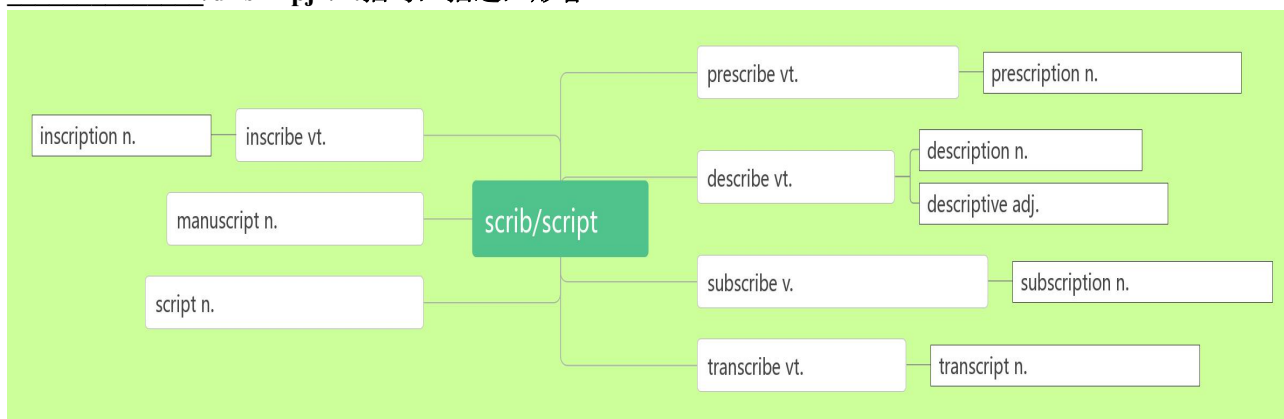 prescribe vt.
prescription n.
inscription n.
inscribe vt.
describe vt.
description n.
descriptive adj.
manuscript n.
scrib/script
script n.
subscribe v.
subscription n.
transcribe vt.
transcript n.